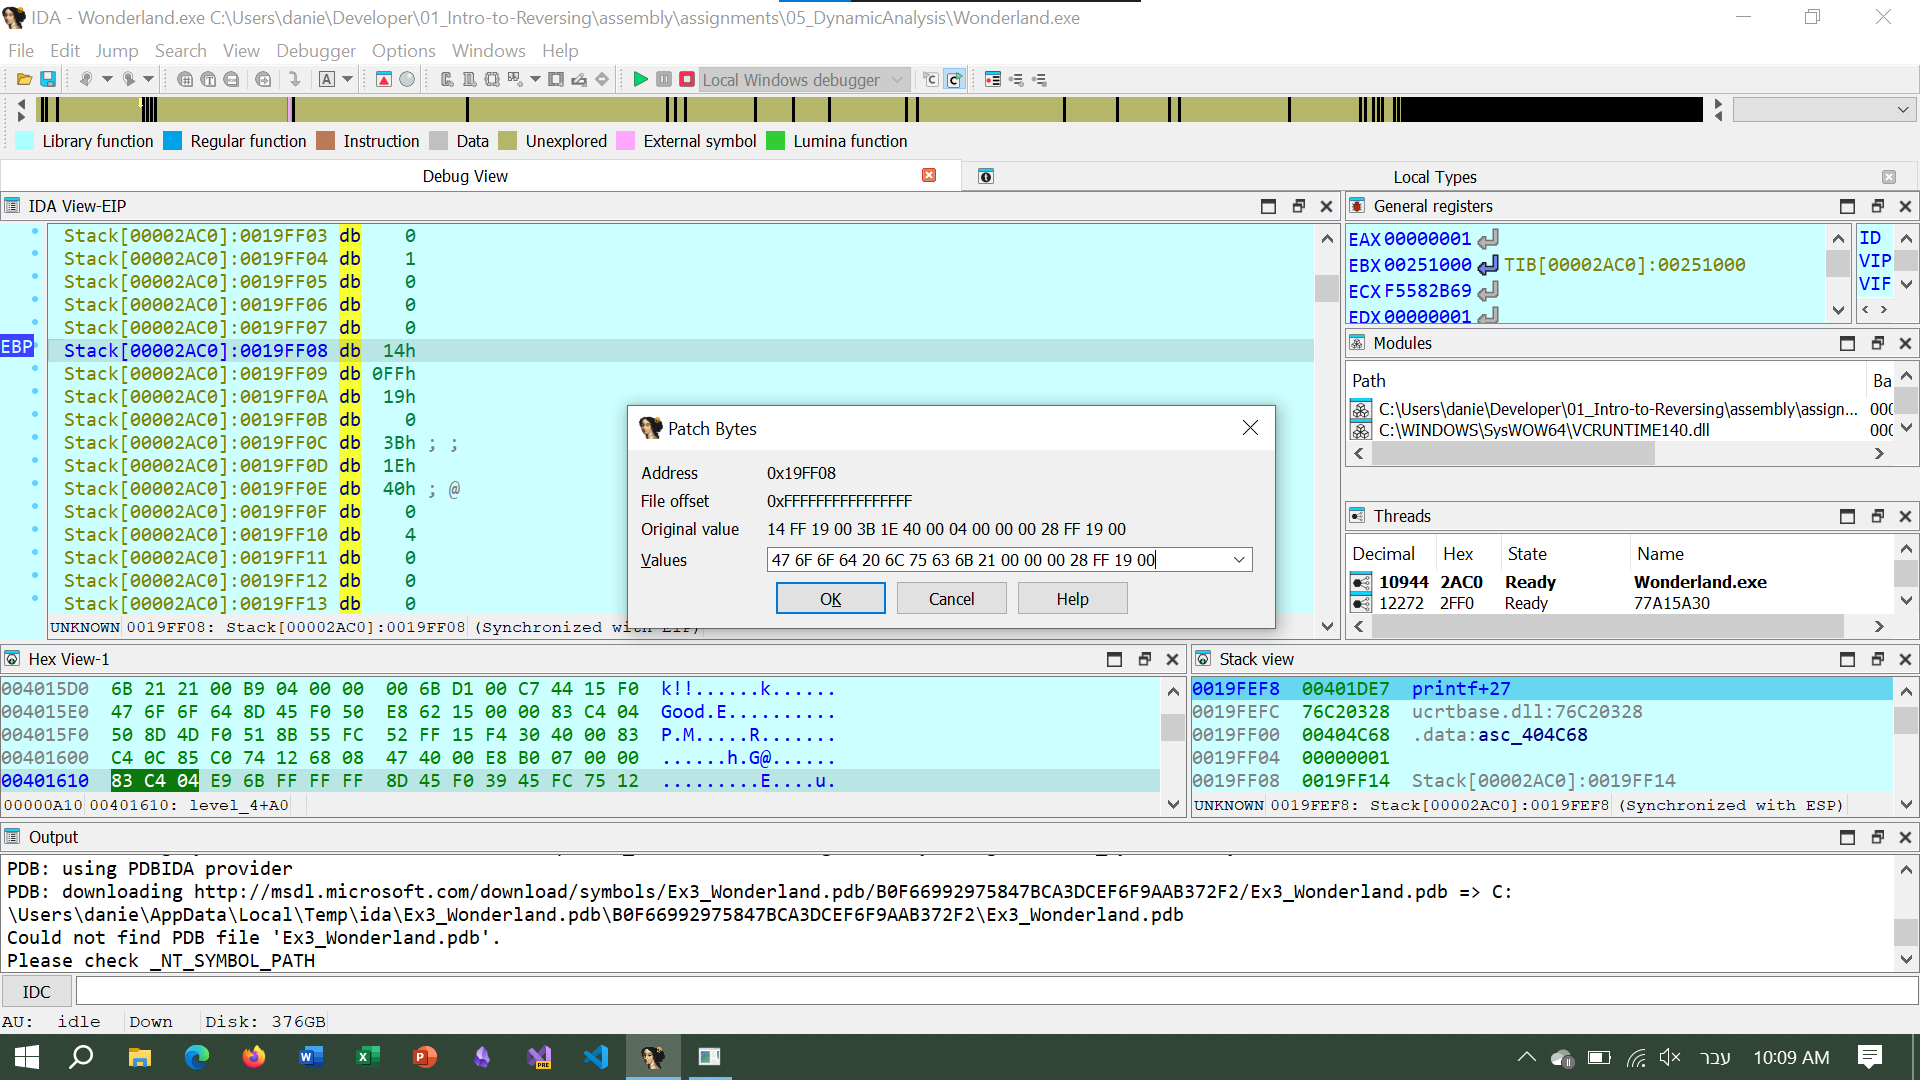 IDA - Wonderland.exe C:\Users\danie\Developer\01_Intro-to-Reversing\assembly\assignments\05_DynamicAnalysis\Wonderland.exe
File Edit Jump Search View Debugger Options Windows Help
Local Windows debugger
Library function Regular function Instruction Data Unexplored External symbol Lumina function
Debug View
Local Types
IDA View-EIP
Stack[00002AC0]:0019FF03 db 0
Stack[00002AC0]:0019FF04 db 1
Stack[00002AC0]:0019FF05 db 0
Stack[00002AC0]:0019FF06 db 0
Stack[00002AC0]:0019FF07 db 0
EBP Stack[00002AC0]:0019FF08 db 14h
Stack[00002AC0]:0019FF09 db 0FFh
Stack[00002AC0]:0019FF0A db 19h
Stack[00002AC0]:0019FF0B db 0
Stack[00002AC0]:0019FF0C db 3Bh ; ;
Stack[00002AC0]:0019FF0D db 1Eh
Stack[00002AC0]:0019FF0E db 40h ; @
Stack[00002AC0]:0019FF0F db 0
Stack[00002AC0]:0019FF10 db 4
Stack[00002AC0]:0019FF11 db 0
Stack[00002AC0]:0019FF12 db 0
Stack[00002AC0]:0019FF13 db 0
UNKNOWN 0019FF08: Stack[00002AC0]:0019FF08 (Synchronized with EIP)
Patch Bytes
Address 0x19FF08
File offset 0xFFFFFFFFFFFFFFFF
Original value 14 FF 19 00 3B 1E 40 00 04 00 00 00 28 FF 19 00
Values 47 6F 6F 64 20 6C 75 63 6B 21 00 00 00 28 FF 19 00
OK Cancel Help
General registers
EAX 00000001
EBX 00251000 TIB[00002AC0]:00251000
ECX F5582B69
EDX 00000001
ID
VIP
VIF
Modules
Path Ba
C:\Users\danie\Developer\01_Intro-to-Reversing\assembly\assign... 00(
C:\WINDOWS\SysWOW64\VCRUNTIME140.dll 00(
Threads
Decimal Hex State Name
10944 2AC0 Ready Wonderland.exe
12272 2FF0 Ready 77A15A30
Hex View-1
004015D0 6B 21 21 00 B9 04 00 00 00 6B D1 00 C7 44 15 F0 k!!......k......
004015E0 47 6F 6F 64 8D 45 F0 50 E8 62 15 00 00 83 C4 04 Good.E..........
004015F0 50 8D 4D F0 51 8B 55 FC 52 FF 15 F4 30 40 00 83 P.M.....R.......
00401600 C4 0C 85 C0 74 12 68 08 47 40 00 E8 B0 07 00 00 ......h.G@......
00401610 83 C4 04 E9 6B FF FF FF 8D 45 F0 39 45 FC 75 12 .........E....u.
00000A10 00401610: level_4+A0
Stack view
0019FEF8 00401DE7 printf+27
0019FEFC 76C20328 ucrtbase.dll:76C20328
0019FF00 00404C68 .data:asc_404C68
0019FF04 00000001
0019FF08 0019FF14 Stack[00002AC0]:0019FF14
UNKNOWN 0019FEF8: Stack[00002AC0]:0019FEF8 (Synchronized with ESP)
Output
PDB: using PDBIDA provider
PDB: downloading http://msdl.microsoft.com/download/symbols/Ex3_Wonderland.pdb/B0F66992975847BCA3DCEF6F9AAB372F2/Ex3_Wonderland.pdb => C:
\Users\danie\AppData\Local\Temp\ida\Ex3_Wonderland.pdb\B0F66992975847BCA3DCEF6F9AAB372F2\Ex3_Wonderland.pdb
Could not find PDB file 'Ex3_Wonderland.pdb'.
Please check _NT_SYMBOL_PATH
IDC
AU: idle Down Disk: 376GB
עבר 10:09 AM